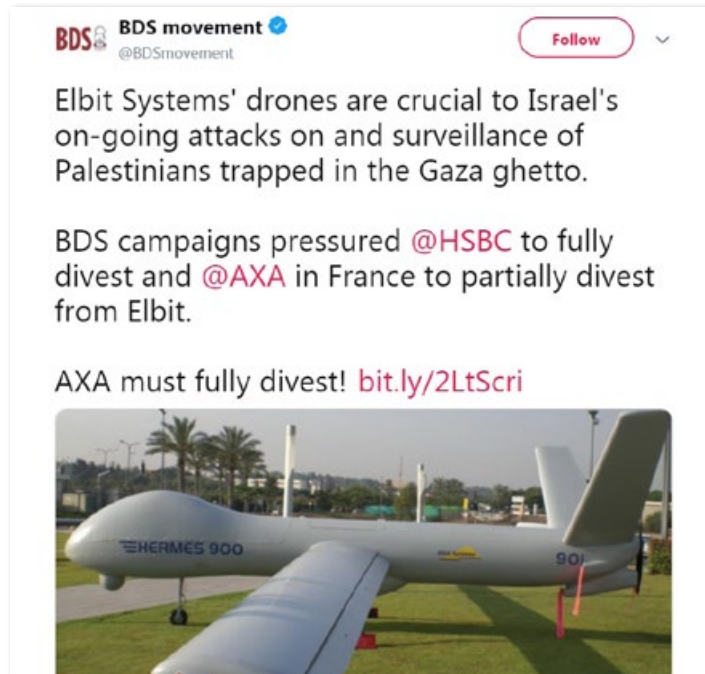 BDS
BDS movement
@BDSmovement
Follow
Elbit Systems' drones are crucial to Israel's
on-going attacks on and surveillance of
Palestinians trapped in the Gaza ghetto.
BDS campaigns pressured @HSBC to fully
divest and @AXA in France to partially divest
from Elbit.
AXA must fully divest! bit.ly/2LtScri
HERMES 900
Elbit Systems
901